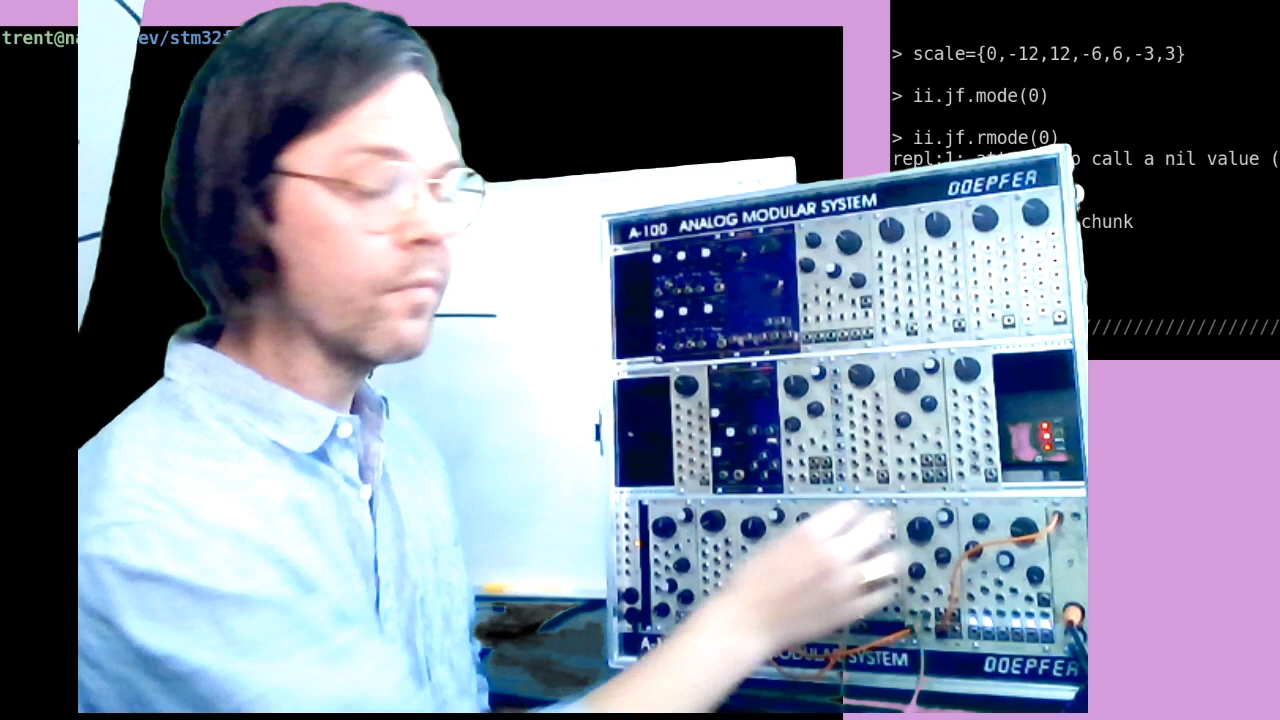 trent@na
ev/stm32f
> scale={0,-12,12,-6,6,-3,3}
> ii.jf.mode(0)
> ii.jf.rmode(0)
repl:1: o call a nil value (
chunk
///////////////////
A-100 ANALOG MODULAR SYSTEM DOEPFER
MODULAR SYSTEM DOEPFER